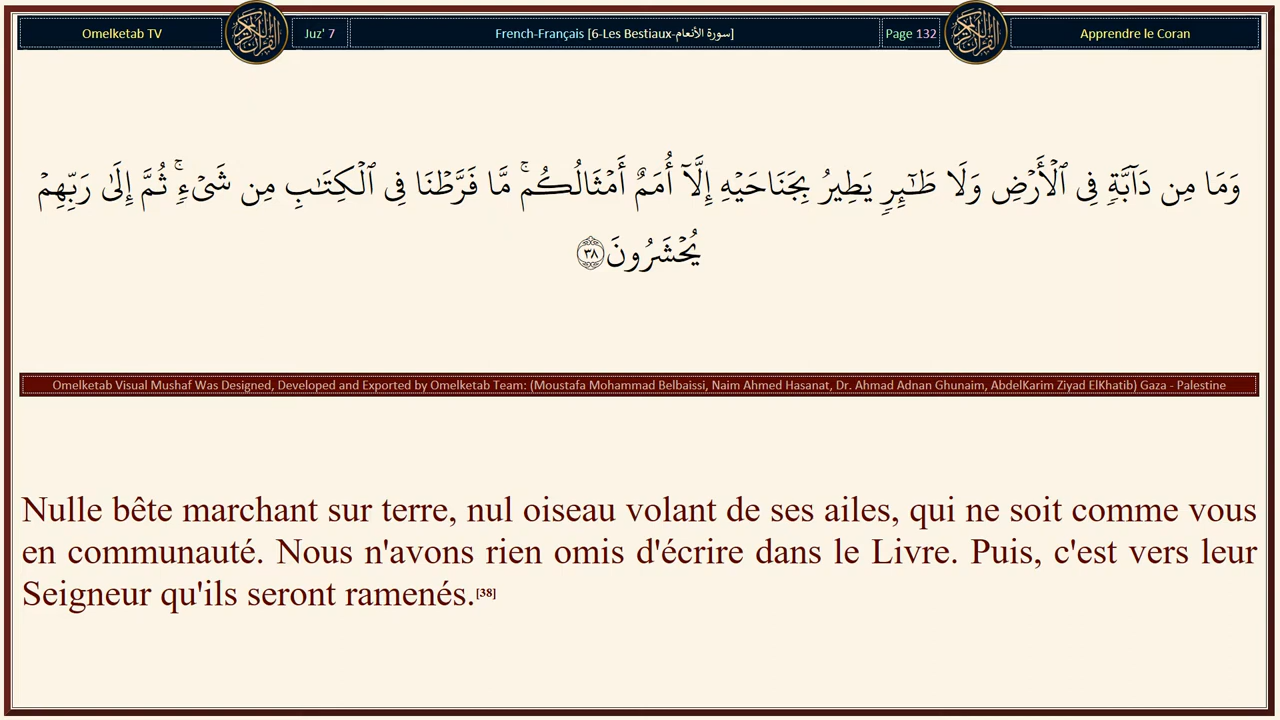 Omelketab TV
Juz' 7
French-Français [6-Les Bestiaux-سورة الأنعام]
Page 132
Apprendre le Coran
وَمَا مِن دَآبَّةٖ فِي ٱلۡأَرۡضِ وَلَا طَٰٓئِرٖ يَطِيرُ بِجَنَاحَيۡهِ إِلَّآ أُمَمٌ أَمۡثَالُكُمۚ مَّا فَرَّطۡنَا فِي ٱلۡكِتَٰبِ مِن شَيۡءٖۚ ثُمَّ إِلَىٰ رَبِّهِمۡ
يُحۡشَرُونَ ٣٨
Omelketab Visual Mushaf Was Designed, Developed and Exported by Omelketab Team: (Moustafa Mohammad Belbaissi, Naim Ahmed Hasanat, Dr. Ahmad Adnan Ghunaim, AbdelKarim Ziyad ElKhatib) Gaza - Palestine
Nulle bête marchant sur terre, nul oiseau volant de ses ailes, qui ne soit comme vous
en communauté. Nous n'avons rien omis d'écrire dans le Livre. Puis, c'est vers leur
Seigneur qu'ils seront ramenés.[38]